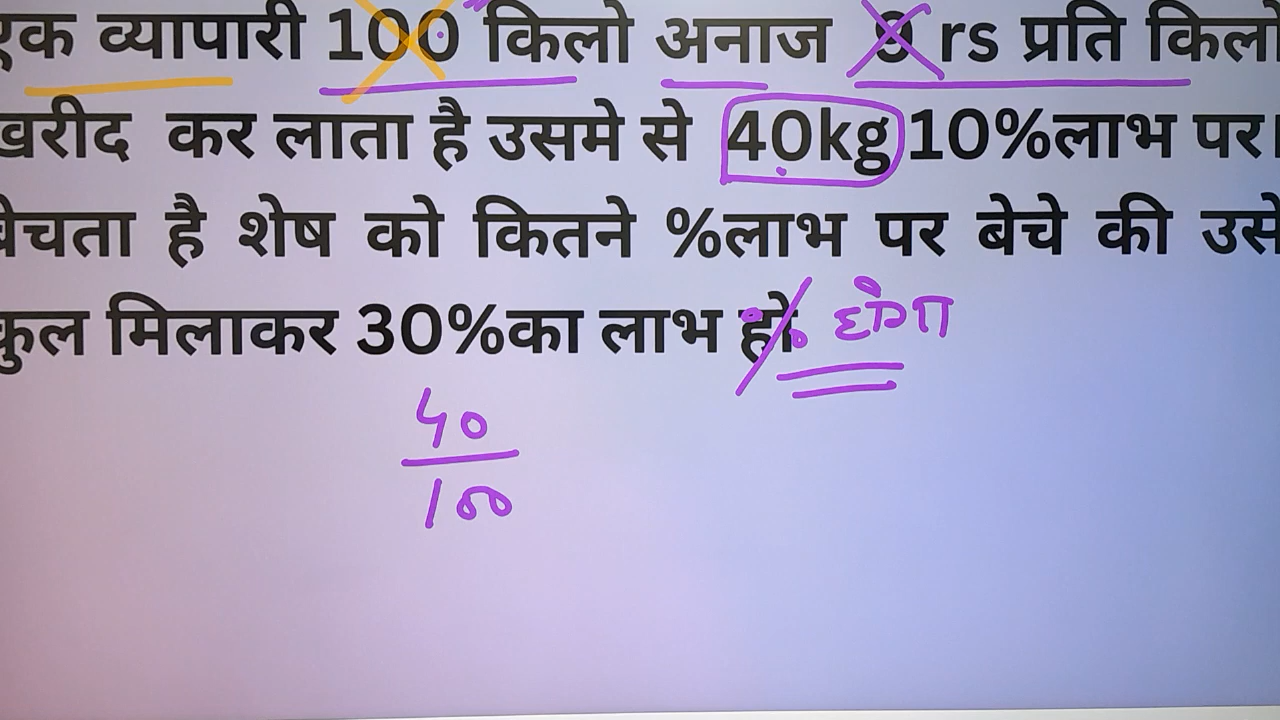 एक व्यापारी 100 किलो अनाज 9 rs प्रति किलो
खरीद कर लाता है उसमे से 40kg 10%लाभ पर
बेचता है शेष को कितने %लाभ पर बेचे की उसे
कुल मिलाकर 30%का लाभ हो
% होगा
40
100